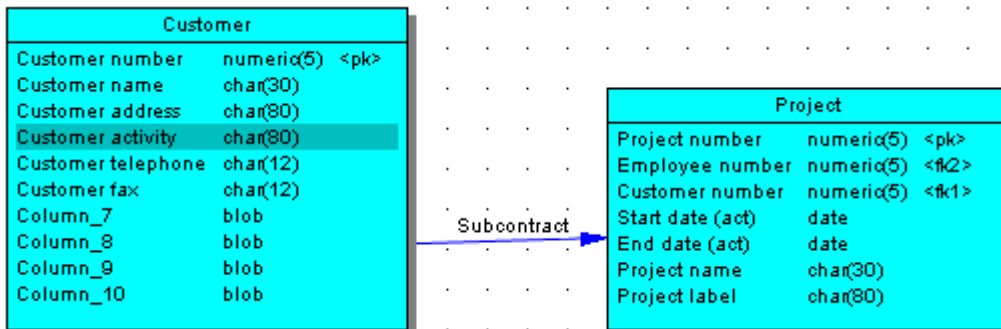 Customer
Customer number numeric(5) <pk>
Customer name char(30)
Customer address char(80)
Customer activity char(80)
Customer telephone char(12)
Customer fax char(12)
Column_7 blob
Column_8 blob
Column_9 blob
Column_10 blob
Subcontract
Project
Project number numeric(5) <pk>
Employee number numeric(5) <fk2>
Customer number numeric(5) <fk1>
Start date (act) date
End date (act) date
Project name char(30)
Project label char(80)